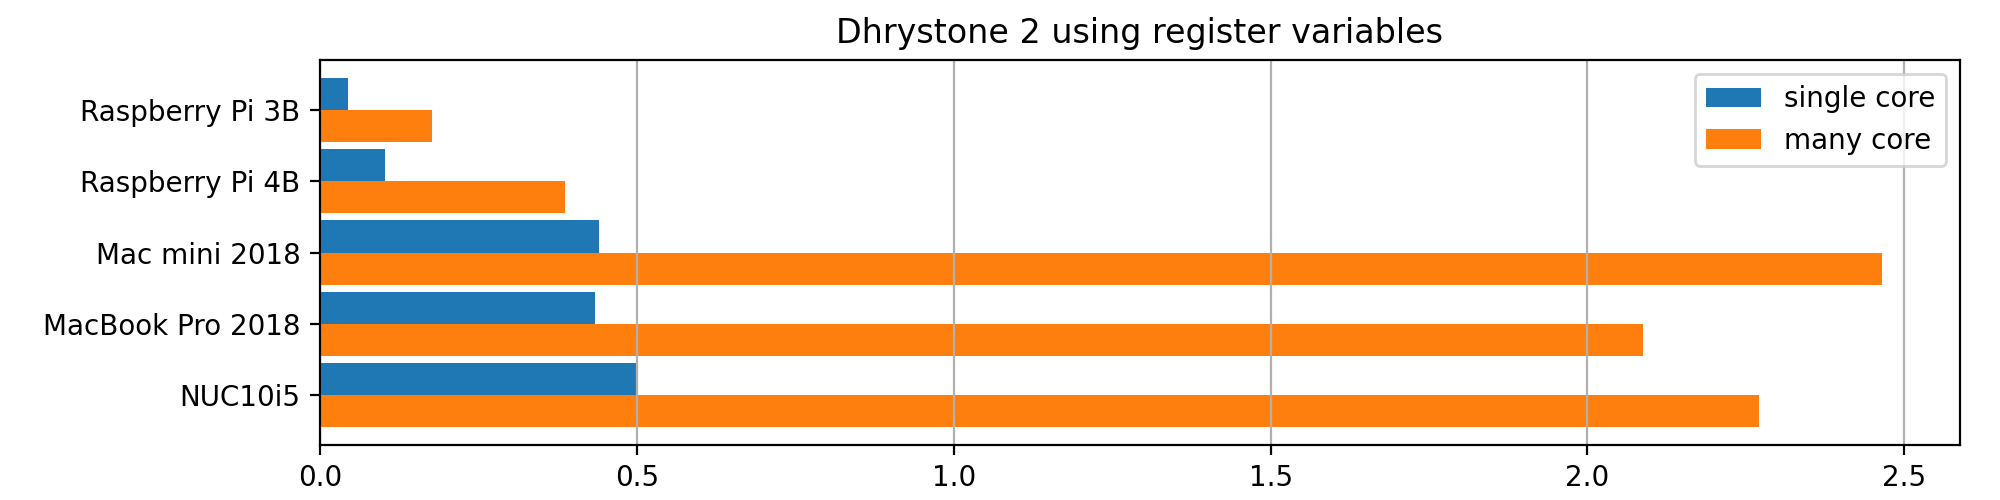 Dhrystone 2 using register variables
single core
many core
Raspberry Pi 3B
Raspberry Pi 4B
Mac mini 2018
MacBook Pro 2018
NUC10i5
0.0 0.5 1.0 1.5 2.0 2.5